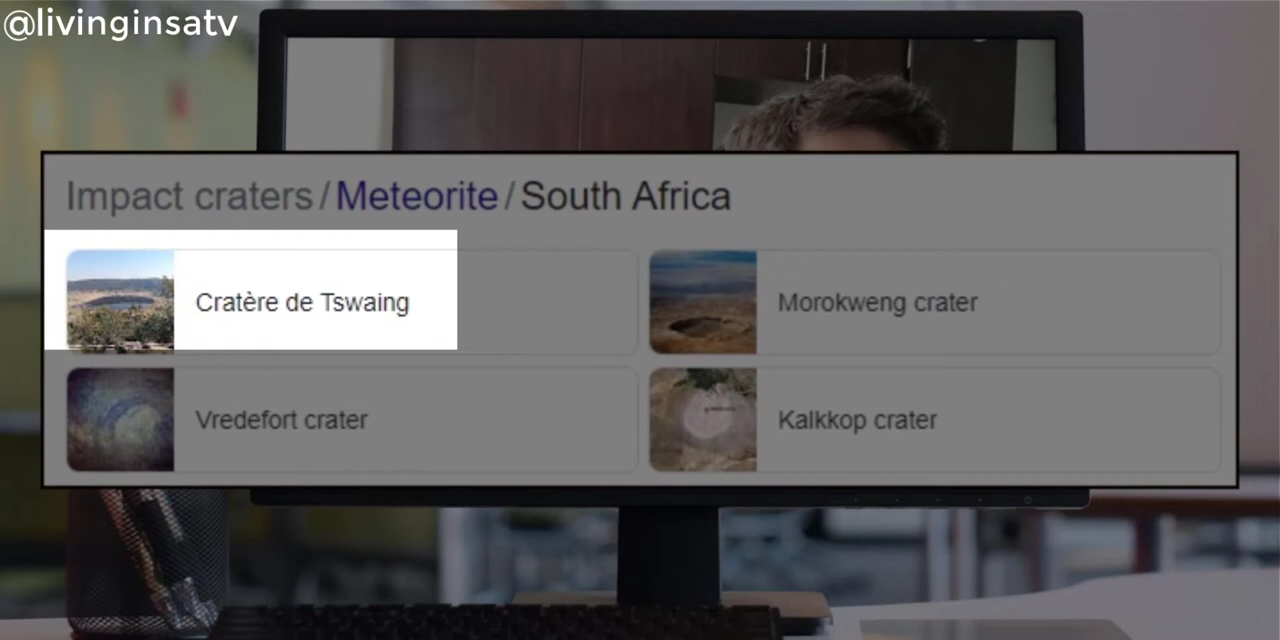 @livinginsatv
Impact craters / Meteorite / South Africa
Cratère de Tswaing
Morokweng crater
Vredefort crater
Kalkkop crater